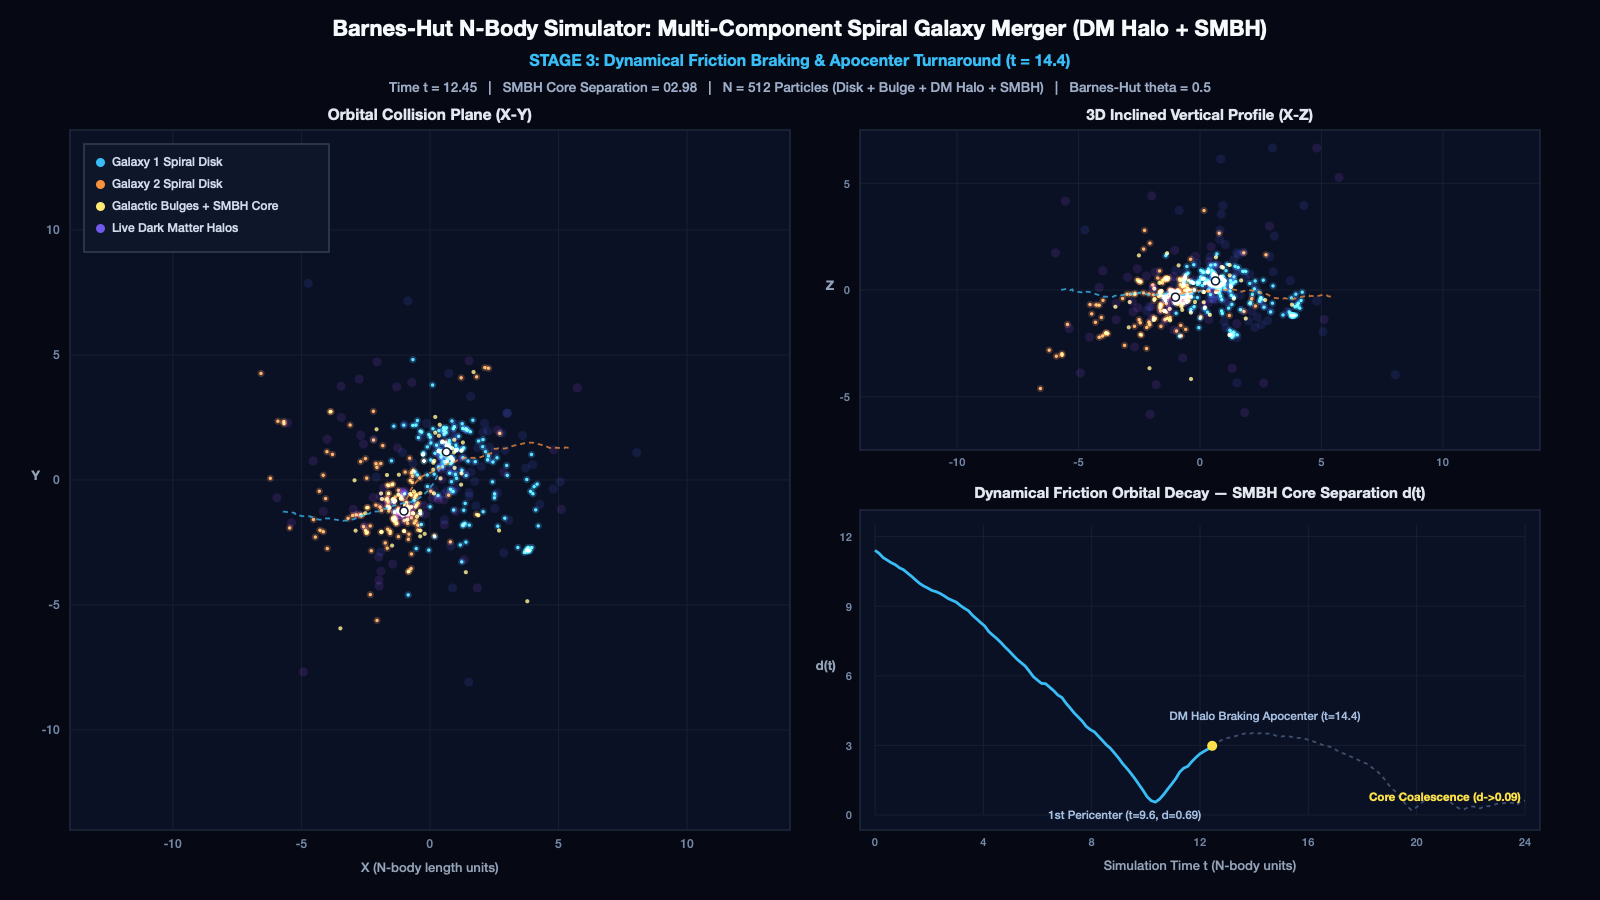 Barnes-Hut N-Body Simulator: Multi-Component Spiral Galaxy Merger (DM Halo + SMBH)
STAGE 3: Dynamical Friction Braking & Apocenter Turnaround (t = 14.4)
Time t = 12.45 | SMBH Core Separation = 02.98 | N = 512 Particles (Disk + Bulge + DM Halo + SMBH) | Barnes-Hut theta = 0.5
Orbital Collision Plane (X-Y)
Galaxy 1 Spiral Disk
Galaxy 2 Spiral Disk
Galactic Bulges + SMBH Core
Live Dark Matter Halos
10
5
Y
0
-5
-10
-10 -5 0 5 10
X (N-body length units)
3D Inclined Vertical Profile (X-Z)
5
Z
0
-5
-10 -5 0 5 10
Dynamical Friction Orbital Decay — SMBH Core Separation d(t)
12
9
d(t)
6
DM Halo Braking Apocenter (t=14.4)
3
Core Coalescence (d->0.09)
0
1st Pericenter (t=9.6, d=0.69)
0 4 8 12 16 20 24
Simulation Time t (N-body units)